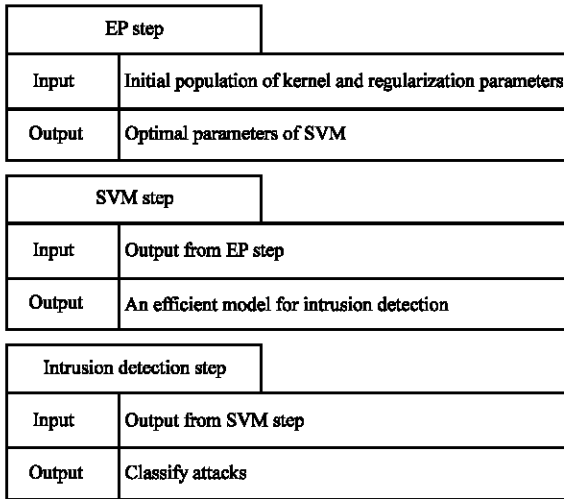 EP step
Input Initial population of kernel and regularization parameters
Output Optimal parameters of SVM
SVM step
Input Output from EP step
Output An efficient model for intrusion detection
Intrusion detection step
Input Output from SVM step
Output Classify attacks